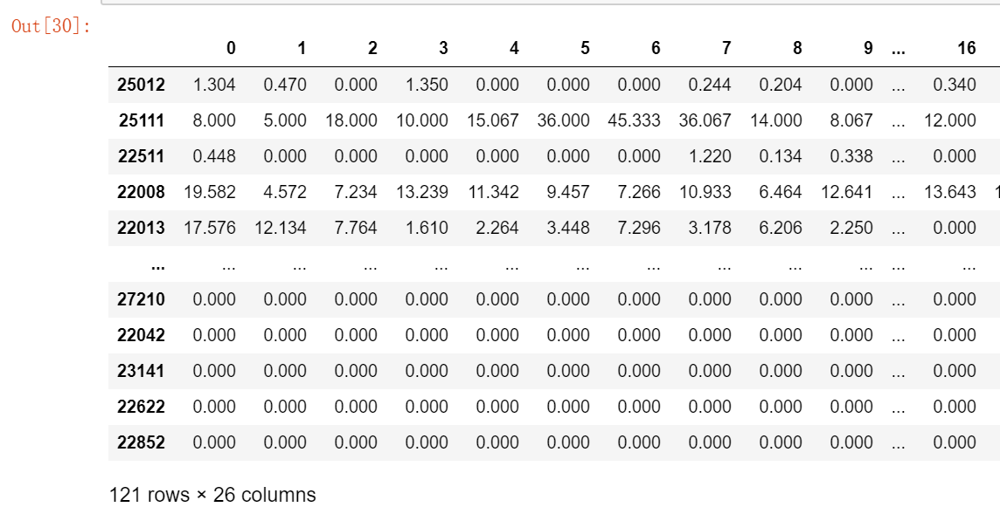 Out[30]:
0 1 2 3 4 5 6 7 8 9 ... 16
25012 1.304 0.470 0.000 1.350 0.000 0.000 0.000 0.244 0.204 0.000 ... 0.340
25111 8.000 5.000 18.000 10.000 15.067 36.000 45.333 36.067 14.000 8.067 ... 12.000
22511 0.448 0.000 0.000 0.000 0.000 0.000 0.000 1.220 0.134 0.338 ... 0.000
22008 19.582 4.572 7.234 13.239 11.342 9.457 7.266 10.933 6.464 12.641 ... 13.643 1
22013 17.576 12.134 7.764 1.610 2.264 3.448 7.296 3.178 6.206 2.250 ... 0.000
... ... ... ... ... ... ... ... ... ... ... ... ...
27210 0.000 0.000 0.000 0.000 0.000 0.000 0.000 0.000 0.000 0.000 ... 0.000
22042 0.000 0.000 0.000 0.000 0.000 0.000 0.000 0.000 0.000 0.000 ... 0.000
23141 0.000 0.000 0.000 0.000 0.000 0.000 0.000 0.000 0.000 0.000 ... 0.000
22622 0.000 0.000 0.000 0.000 0.000 0.000 0.000 0.000 0.000 0.000 ... 0.000
22852 0.000 0.000 0.000 0.000 0.000 0.000 0.000 0.000 0.000 0.000 ... 0.000
121 rows × 26 columns